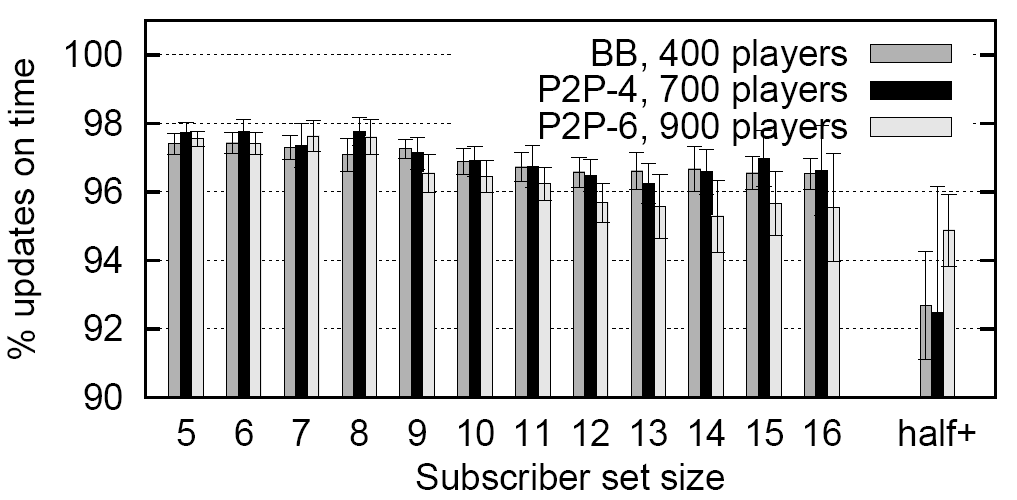 % updates on time
100
98
96
94
92
90
BB, 400 players
P2P-4, 700 players
P2P-6, 900 players
5 6 7 8 9 10 11 12 13 14 15 16 half+
Subscriber set size